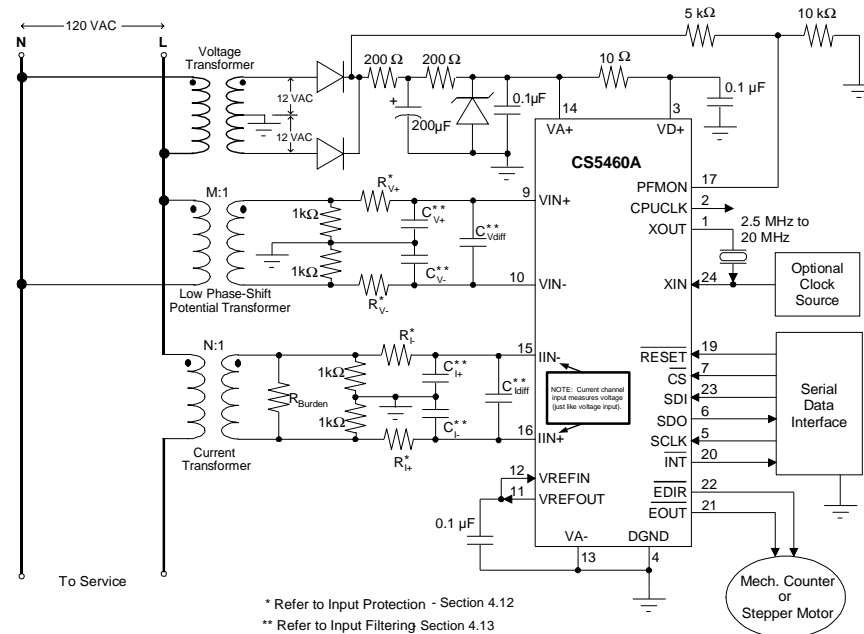 120 VAC
N
L
Voltage
Transformer
12 VAC
12 VAC
200 Ω
200 Ω
200µF
+
0.1µF
5 kΩ
10 kΩ
10 Ω
0.1 µF
14
VA+
3
VD+
CS5460A
M:1
1kΩ
1kΩ
R*V+
R*V-
C**V+
C**V-
C**Vdiff
Low Phase-Shift
Potential Transformer
9
VIN+
10
VIN-
PFMON
17
CPUCLK
2
XOUT
1
2.5 MHz to
20 MHz
XIN
24
Optional
Clock
Source
N:1
RBurden
1kΩ
1kΩ
R*I-
R*I+
C**I+
C**I-
C**Idiff
Current
Transformer
15
IIN-
16
IIN+
NOTE: Current channel
input measures voltage
(just like voltage input).
RESET
19
CS
7
SDI
23
SDO
6
SCLK
5
INT
20
Serial
Data
Interface
12
VREFIN
11
VREFOUT
0.1 µF
EDIR
22
EOUT
21
VA-
13
DGND
4
Mech. Counter
or
Stepper Motor
To Service
* Refer to Input Protection - Section 4.12
** Refer to Input Filtering- Section 4.13